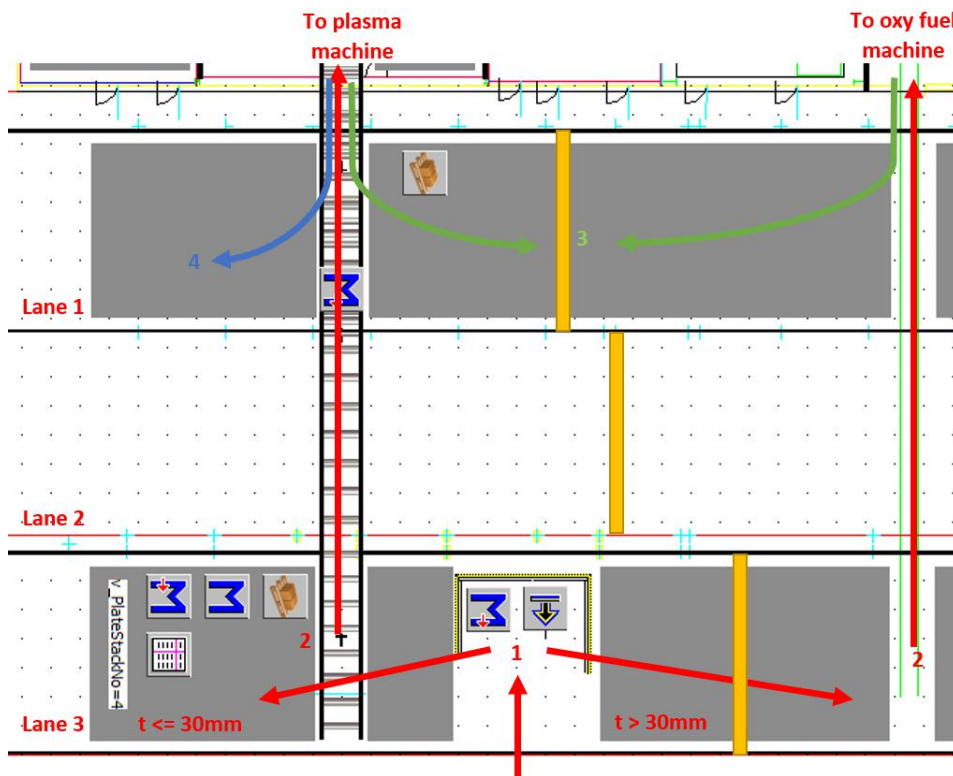 To plasma
machine
To oxy fuel
machine
4
3
Lane 1
Lane 2
v_PlateStackNo=4
2
1
2
Lane 3
t <= 30mm
t > 30mm